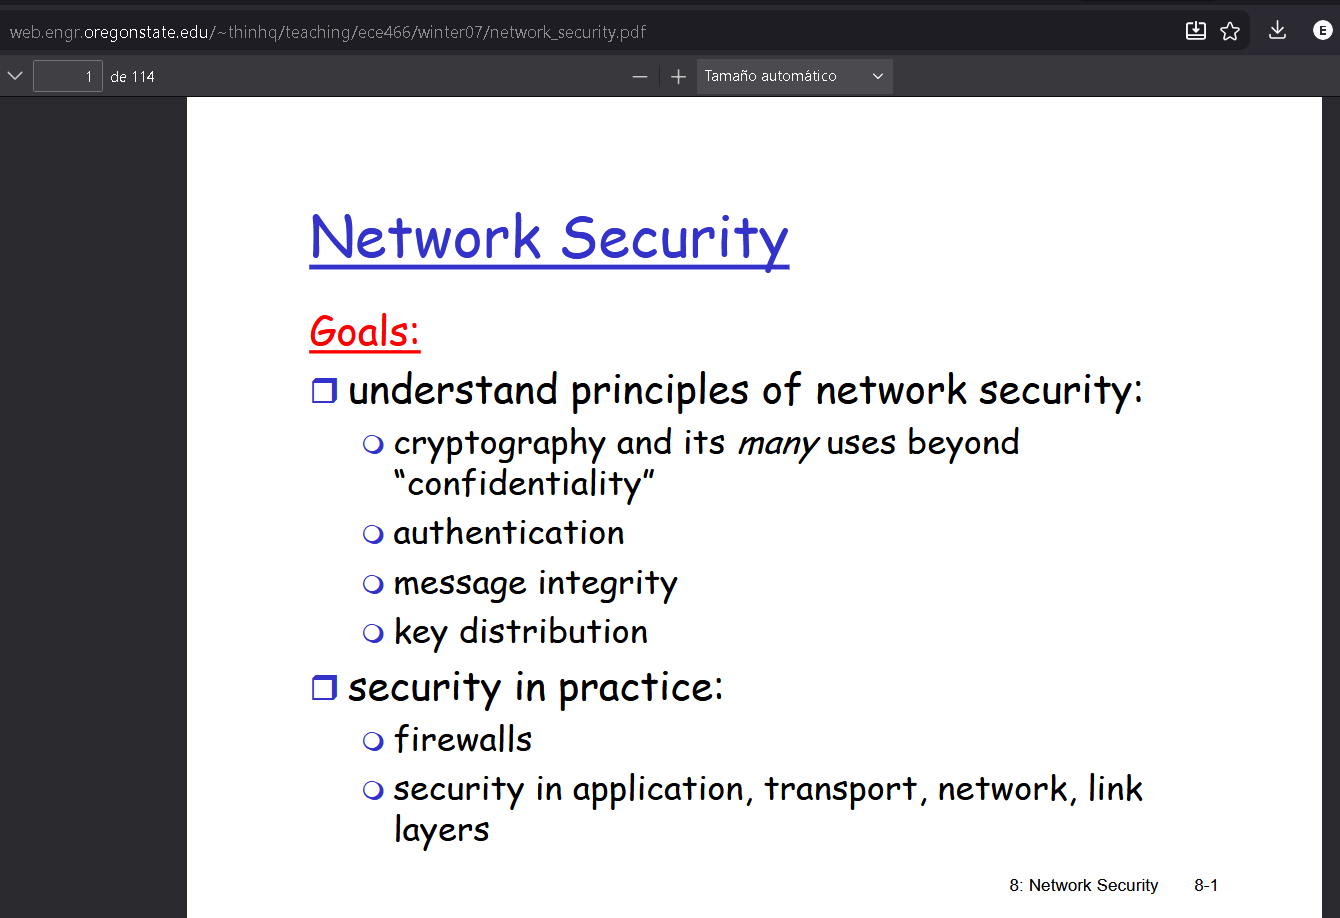 web.engr.oregonstate.edu/~thinhq/teaching/ece466/winter07/network_security.pdf
E
1 de 114
Tamaño automático
Network Security
Goals:
understand principles of network security:
cryptography and its many uses beyond
“confidentiality”
authentication
message integrity
key distribution
security in practice:
firewalls
security in application, transport, network, link
layers
8: Network Security 8-1